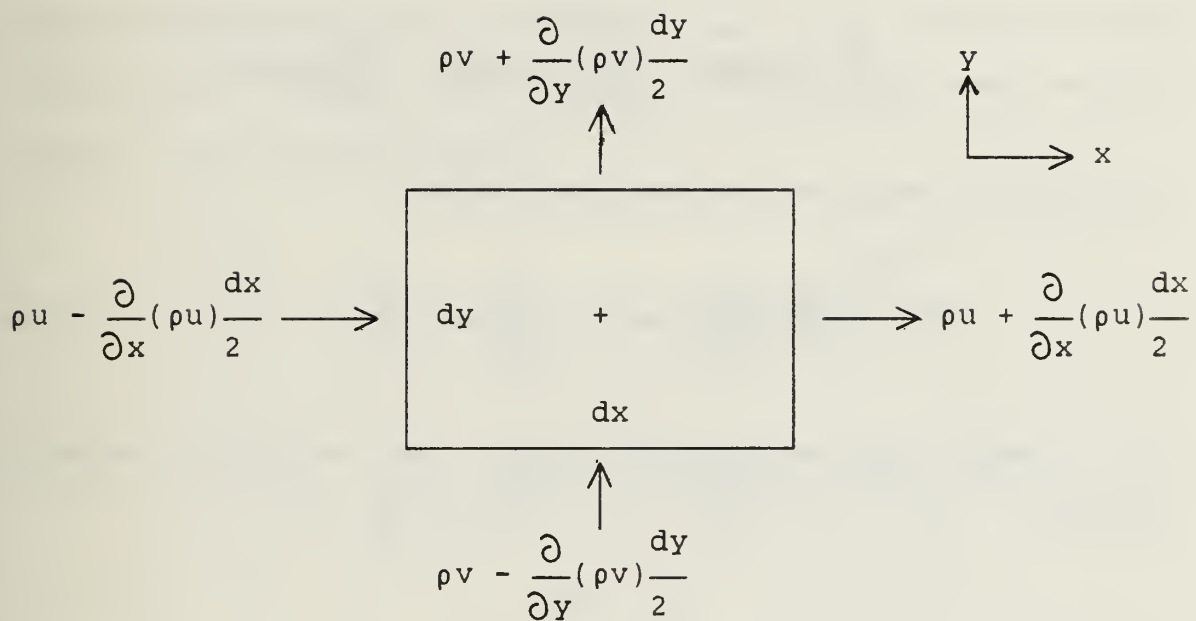 ρv + ∂/∂y (ρv) dy/2
y
x
ρu - ∂/∂x (ρu) dx/2
dy
+
ρu + ∂/∂x (ρu) dx/2
dx
ρv - ∂/∂y (ρv) dy/2